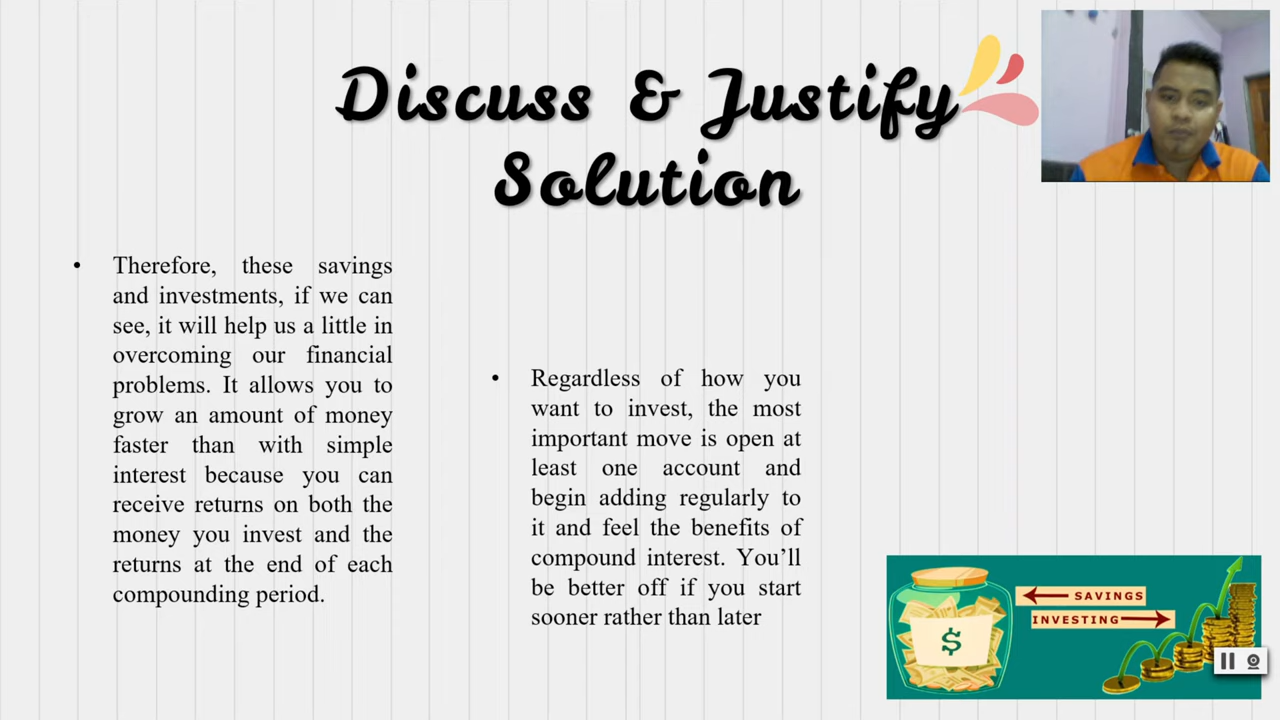 Discuss & Justify
Solution
• Therefore, these savings
and investments, if we can
see, it will help us a little in
overcoming our financial
problems. It allows you to
grow an amount of money
faster than with simple
interest because you can
receive returns on both the
money you invest and the
returns at the end of each
compounding period.
• Regardless of how you
want to invest, the most
important move is open at
least one account and
begin adding regularly to
it and feel the benefits of
compound interest. You’ll
be better off if you start
sooner rather than later
SAVINGS
INVESTING
$